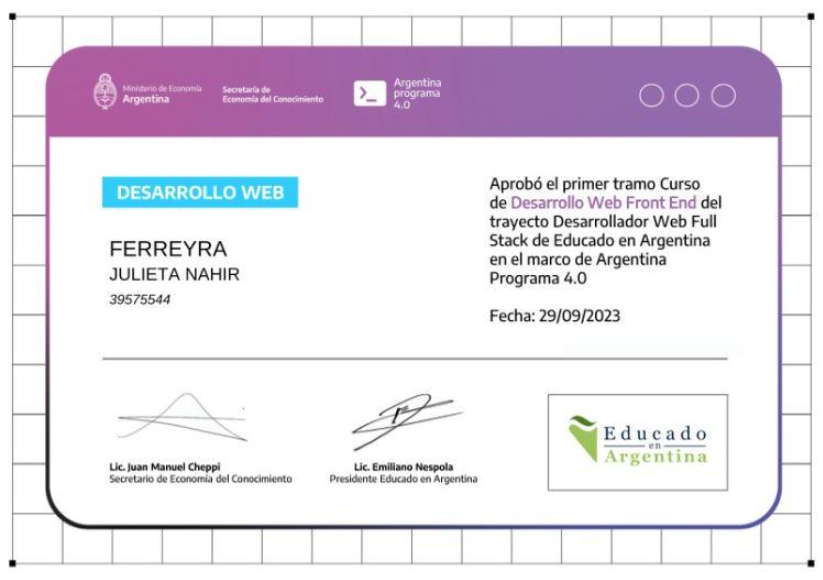 Ministerio de Economía
Argentina
Secretaría de
Economía del Conocimiento
Argentina
programa
4.0
DESARROLLO WEB
FERREYRA
JULIETA NAHIR
39575544
Aprobó el primer tramo Curso
de Desarrollo Web Front End del
trayecto Desarrollador Web Full
Stack de Educado en Argentina
en el marco de Argentina
Programa 4.0
Fecha: 29/09/2023
Lic. Juan Manuel Cheppi
Secretario de Economía del Conocimiento
Lic. Emiliano Nespola
Presidente Educado en Argentina
Educado
en
Argentina